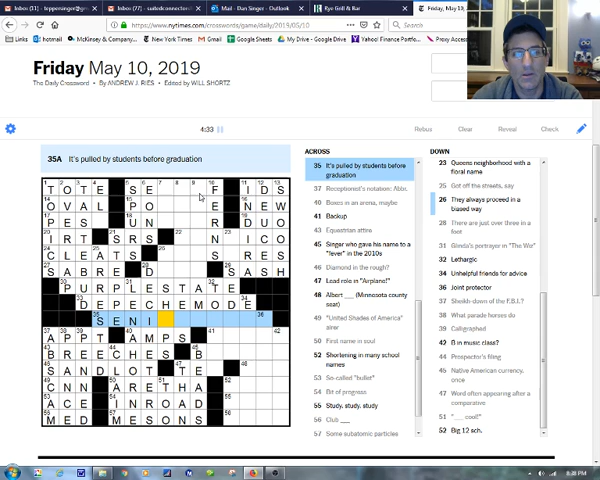 Inbox (11) - teppersinger@gm
Inbox (77) - suitedconnectors
Mail - Dan Singer - Outlook
Rye Golf & Bar
Friday, May 10,
https://www.nytimes.com/crosswords/game/daily/2019/05/10
Search
hotmail
McKinsey & Company
New York Times
Gmail
Google Sheets
My Drive - Google Drive
Yahoo! Finance Portfo...
Access
Friday May 10, 2019
The Daily Crossword • By ANDREW J. RIES • Edited by WILL SHORTZ
4:33
Rebus
Clear
Reveal
Check
35A It's pulled by students before graduation
TOTE SE F IDS
OVAL PO E NEW
PES UN R DUO
IRT SRS N ICO
CLEATS S RES
SABRE D SASH
PURPLESTATE
DEPECHEMODE
SENI
APPT AMPS
BREECHES B
SANDLOT TE
CNN ARETHA
ACE INROAD
MED MESONS
ACROSS
35 It's pulled by students before graduation
37 Receptionist's notation: Abbr.
40 Boxes in an arena, maybe
41 Backup
43 Equestrian attire
45 Singer who gave his name to a "fever" in the 2010s
46 Diamond in the rough?
47 Lead role in "Airplane!"
48 Albert ___ (Minnesota county seat)
49 "United Shades of America" airer
50 First name in soul
52 Shortening in many school names
53 So-called "bullet"
54 Bit of progress
55 Study, study, study
56 Club ___
57 Some subatomic particles
DOWN
23 Queens neighborhood with a floral name
25 Got off the streets, say
26 They always proceed in a biased way
28 There are just over three in a foot
31 Glinda's portrayer in "The Wiz"
32 Lethargic
34 Unhelpful friends for advice
36 Joint protector
37 Sheikh-down of the F.B.I.?
38 What parade horses do
39 Calligraphed
42 B in music class?
44 Prospector's filing
45 Native American currency, once
47 Word often appearing after a comparative
51 "___ cool!"
52 Big 12 sch.